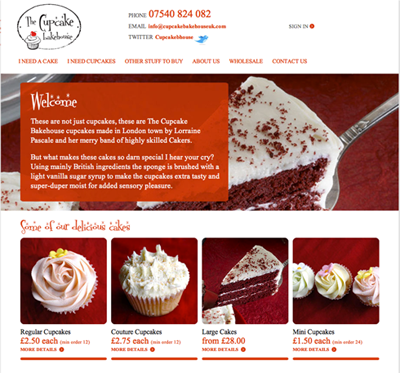 The Cupcake
Bakehouse
PHONE 07540 824 082
EMAIL info@cupcakebakehouseuk.com
TWITTER Cupcakebhouse
SIGN IN
I NEED A CAKE I NEED CUPCAKES OTHER STUFF TO BUY ABOUT US WHOLESALE CONTACT US
Welcome
These are not just cupcakes, these are The Cupcake
Bakehouse cupcakes made in London town by Lorraine
Pascale and her merry band of highly skilled Cakers.
But what makes these cakes so darn special I hear your cry?
Using mainly British ingredients the sponge is brushed with a
light vanilla sugar syrup to make the cupcakes extra tasty and
super-duper moist for added sensory pleasure.
Some of our delicious cakes
Regular Cupcakes
£2.50 each (min order 12)
MORE DETAILS
Couture Cupcakes
£2.75 each (min order 12)
MORE DETAILS
Large Cakes
from £28.00
MORE DETAILS
Mini Cupcakes
£1.50 each (min order 24)
MORE DETAILS